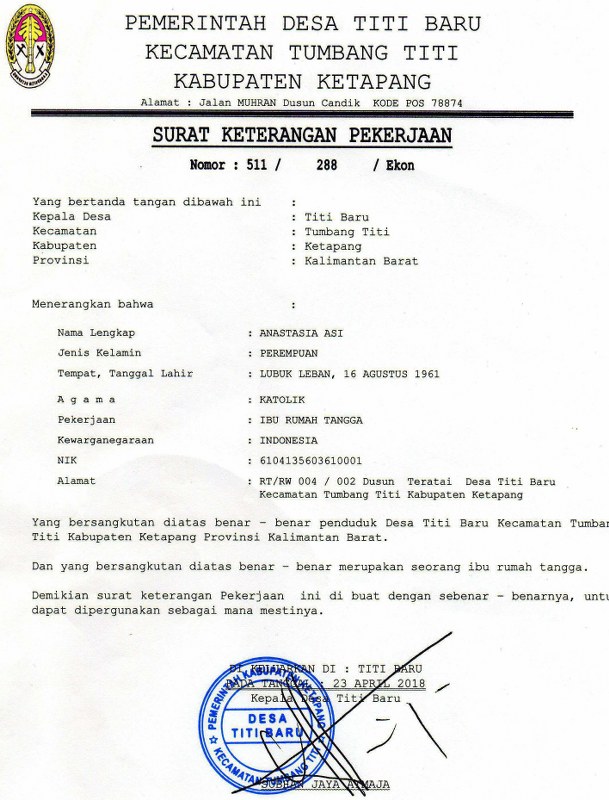 PEMERINTAH DESA TITI BARU
KECAMATAN TUMBANG TITI
KABUPATEN KETAPANG
Alamat : Jalan MUHRAN Dusun Candik KODE POS 78874
SURAT KETERANGAN PEKERJAAN
Nomor : 511 / 288 / Ekon
Yang bertanda tangan dibawah ini :
Kepala Desa : Titi Baru
Kecamatan : Tumbang Titi
Kabupaten : Ketapang
Provinsi : Kalimantan Barat
Menerangkan bahwa :
Nama Lengkap : ANASTASIA ASI
Jenis Kelamin : PEREMPUAN
Tempat, Tanggal Lahir : LUBUK LEBAN, 16 AGUSTUS 1961
A g a m a : KATOLIK
Pekerjaan : IBU RUMAH TANGGA
Kewarganegaraan : INDONESIA
NIK : 6104135603610001
Alamat : RT/RW 004 / 002 Dusun Teratai Desa Titi Baru
Kecamatan Tumbang Titi Kabupaten Ketapang
Yang bersangkutan diatas benar - benar penduduk Desa Titi Baru Kecamatan Tumban
Titi Kabupaten Ketapang Provinsi Kalimantan Barat.
Dan yang bersangkutan diatas benar - benar merupakan seorang ibu rumah tangga.
Demikian surat keterangan Pekerjaan ini di buat dengan sebenar - benarnya, untu
dapat dipergunakan sebagai mana mestinya.
DI KELUARKAN DI : TITI BARU
PADA TANGGAL : 23 APRIL 2018
Kepala Desa Titi Baru
PEMERINTAH KABUPATEN KETAPANG
DESA
TITI BARU
KECAMATAN TUMBANG TITI
SUBHAN JAYA ATMAJA